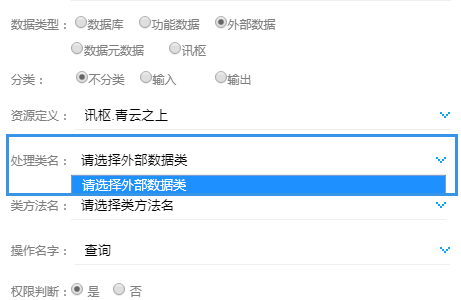 数据类型： 数据库 功能数据 外部数据
数据元数据 讯枢
分类： 不分类 输入 输出
资源定义： 讯枢.青云之上
处理类名： 请选择外部数据类
请选择外部数据类
类方法名： 请选择类方法名
操作名字： 查询
权限判断： 是 否